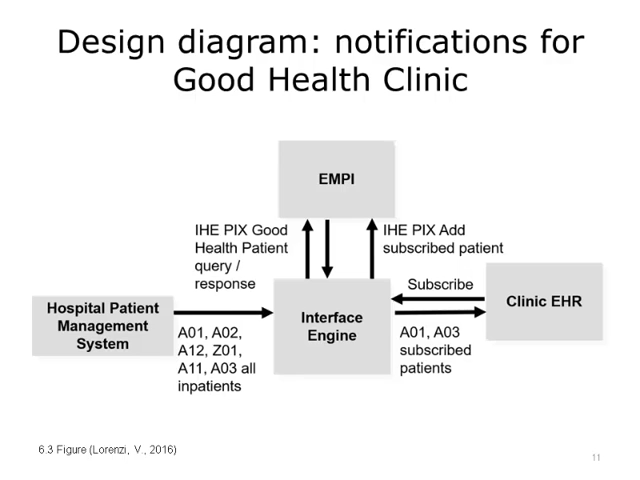 Design diagram: notifications for
Good Health Clinic
EMPI
IHE PIX Good
Health Patient
query /
response
IHE PIX Add
subscribed patient
Hospital Patient
Management
System
A01, A02,
A12, Z01,
A11, A03 all
inpatients
Interface
Engine
Subscribe
A01, A03
subscribed
patients
Clinic EHR
6.3 Figure (Lorenzi, V., 2016)
11